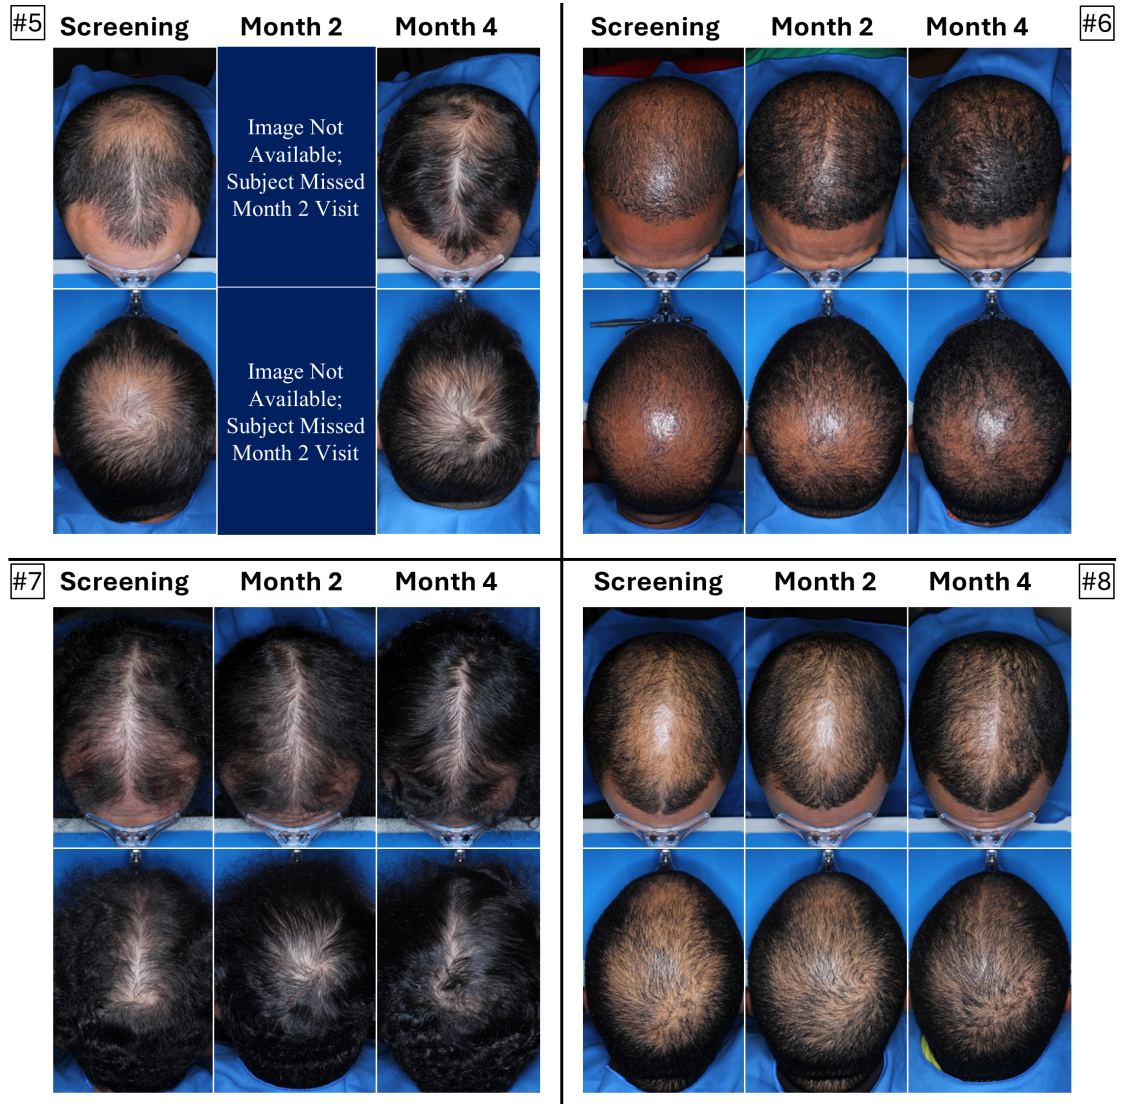 #5 Screening Month 2 Month 4
Screening Month 2 Month 4 #6
Image Not
Available;
Subject Missed
Month 2 Visit
Image Not
Available;
Subject Missed
Month 2 Visit
#7 Screening Month 2 Month 4
Screening Month 2 Month 4 #8